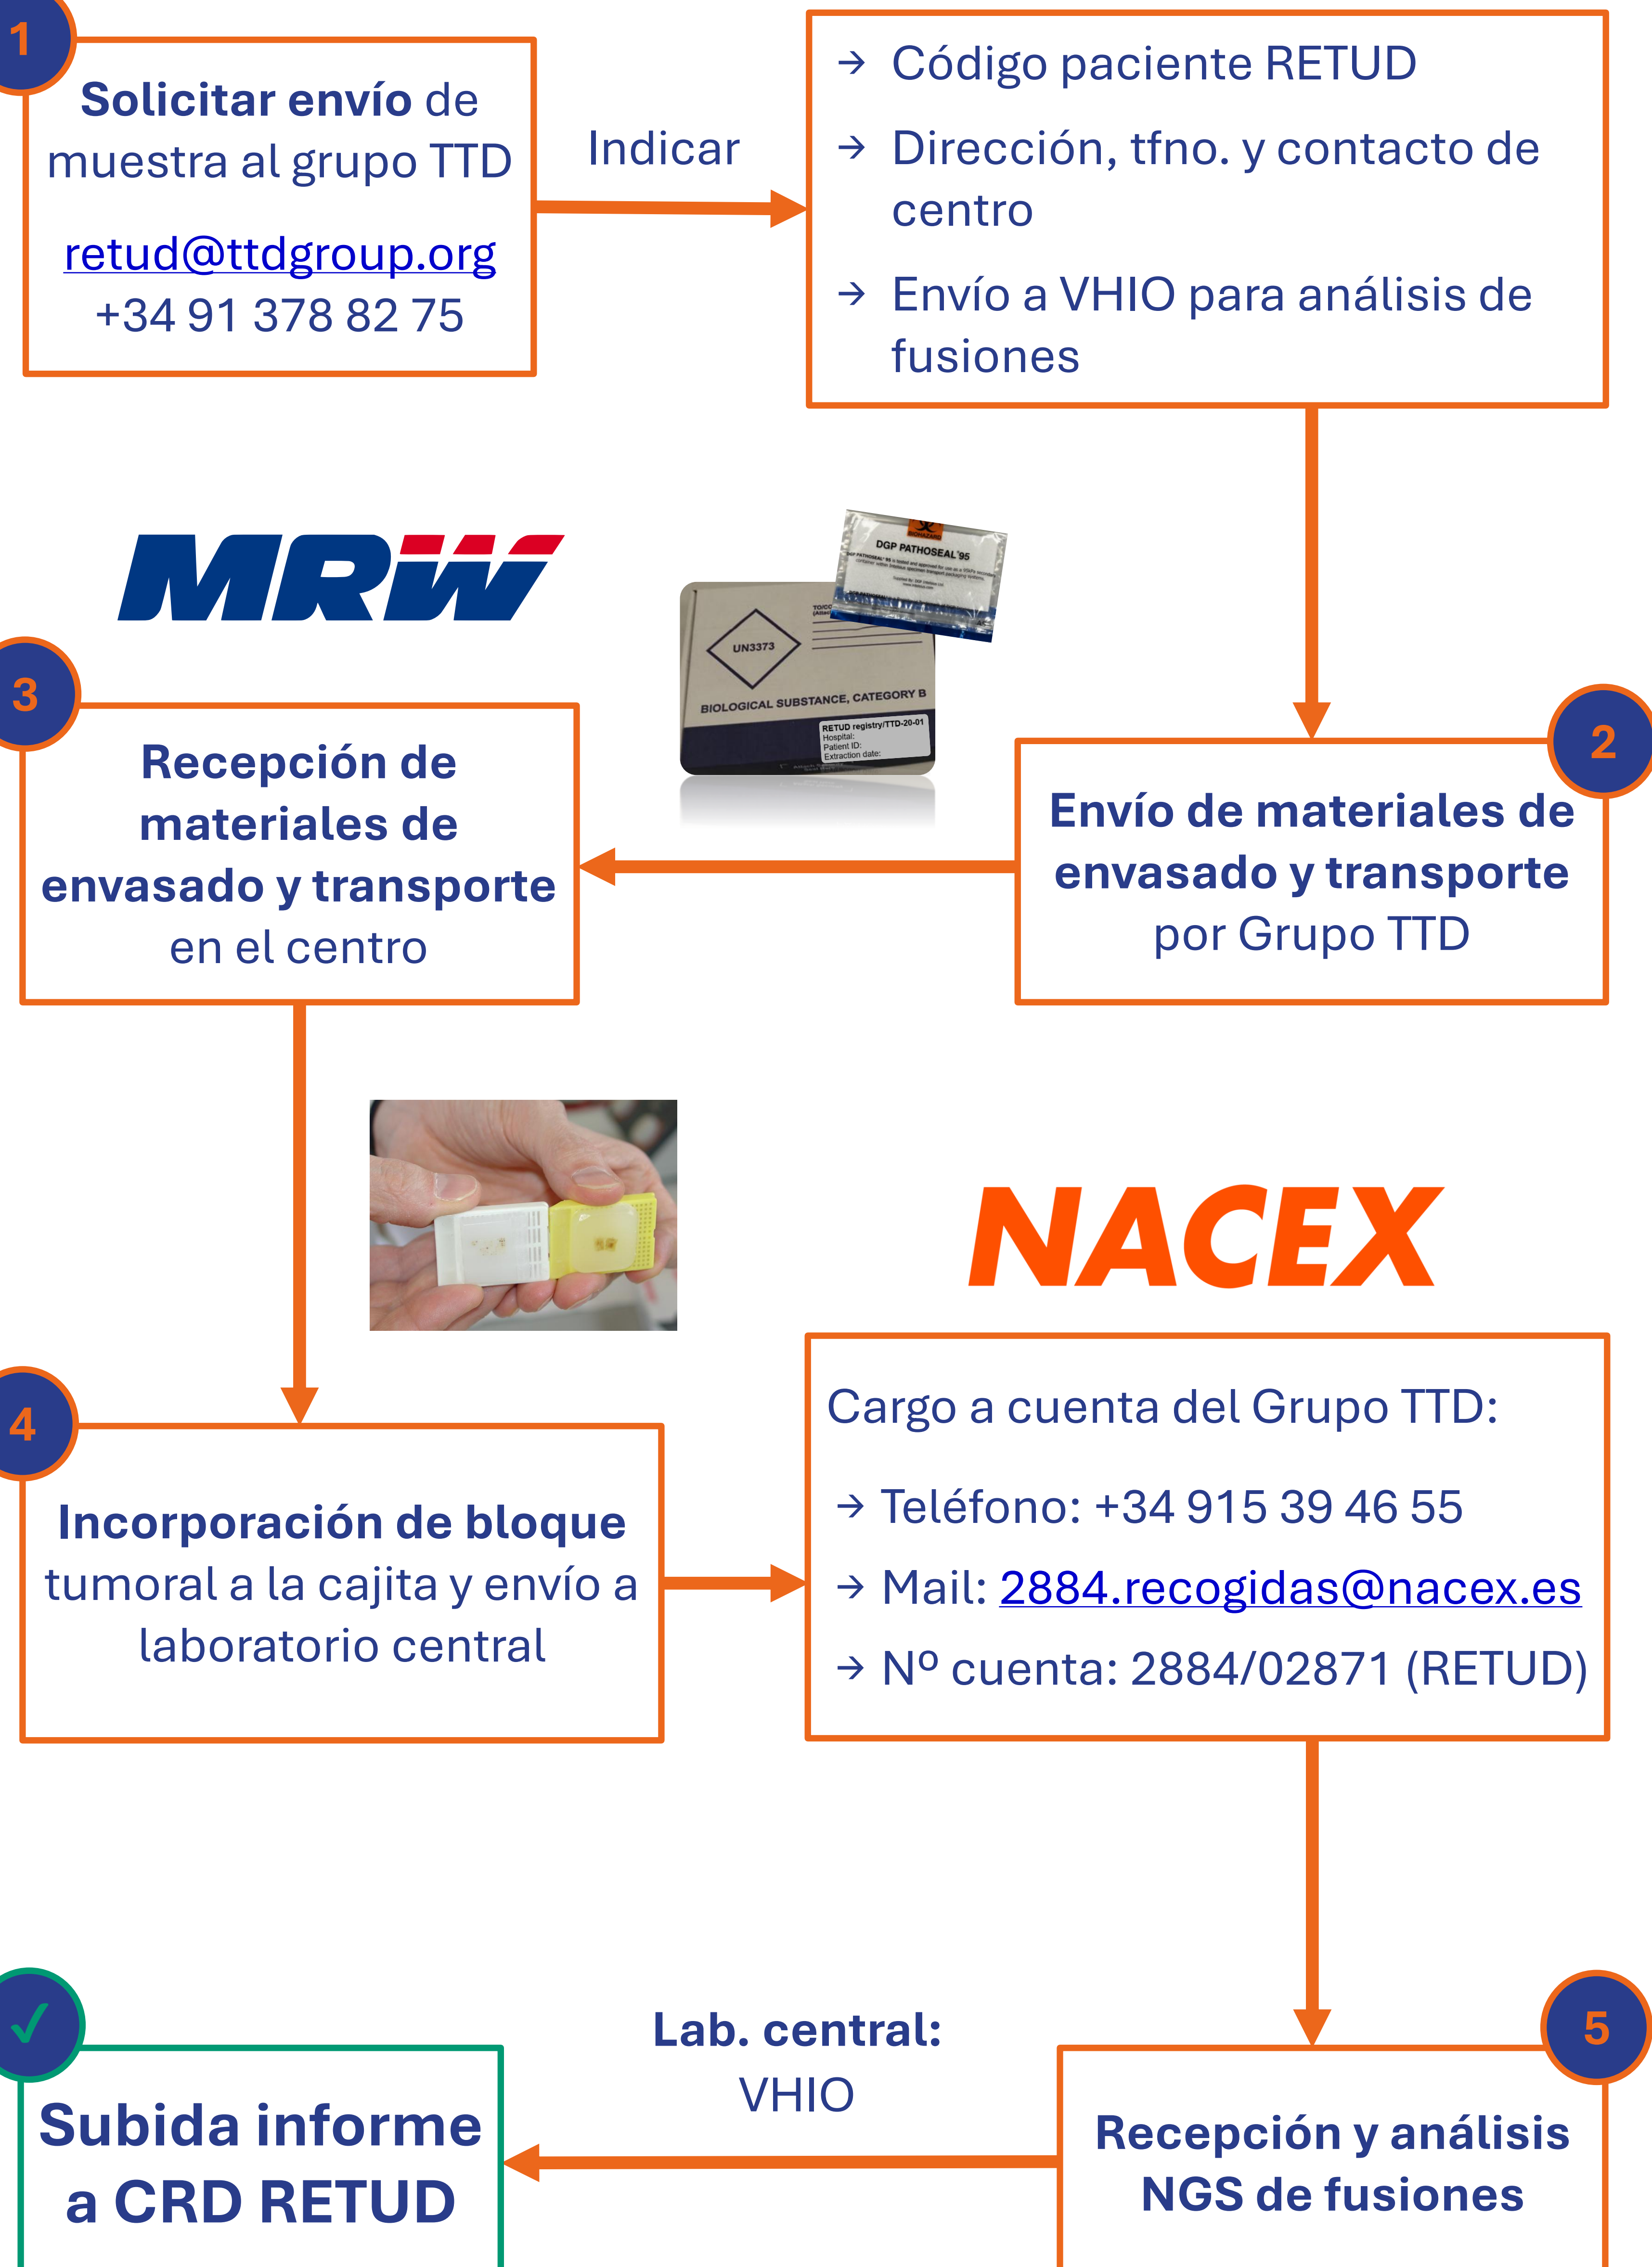 1
Solicitar envío de
muestra al grupo TTD
retud@ttdgroup.org
+34 91 378 82 75
Indicar
→ Código paciente RETUD
→ Dirección, tfno. y contacto de
centro
→ Envío a VHIO para análisis de
fusiones
MRW
BIOHAZARD
DGP PATHOSEAL'95
UN3373
BIOLOGICAL SUBSTANCE, CATEGORY B
RETUD registry/TTD-20-01
Hospital:
Patient ID:
Extraction date:
2
Envío de materiales de
envasado y transporte
por Grupo TTD
3
Recepción de
materiales de
envasado y transporte
en el centro
4
Incorporación de bloque
tumoral a la cajita y envío a
laboratorio central
NACEX
Cargo a cuenta del Grupo TTD:
→ Teléfono: +34 915 39 46 55
→ Mail: 2884.recogidas@nacex.es
→ Nº cuenta: 2884/02871 (RETUD)
5
Recepción y análisis
NGS de fusiones
Lab. central:
VHIO
✓
Subida informe
a CRD RETUD